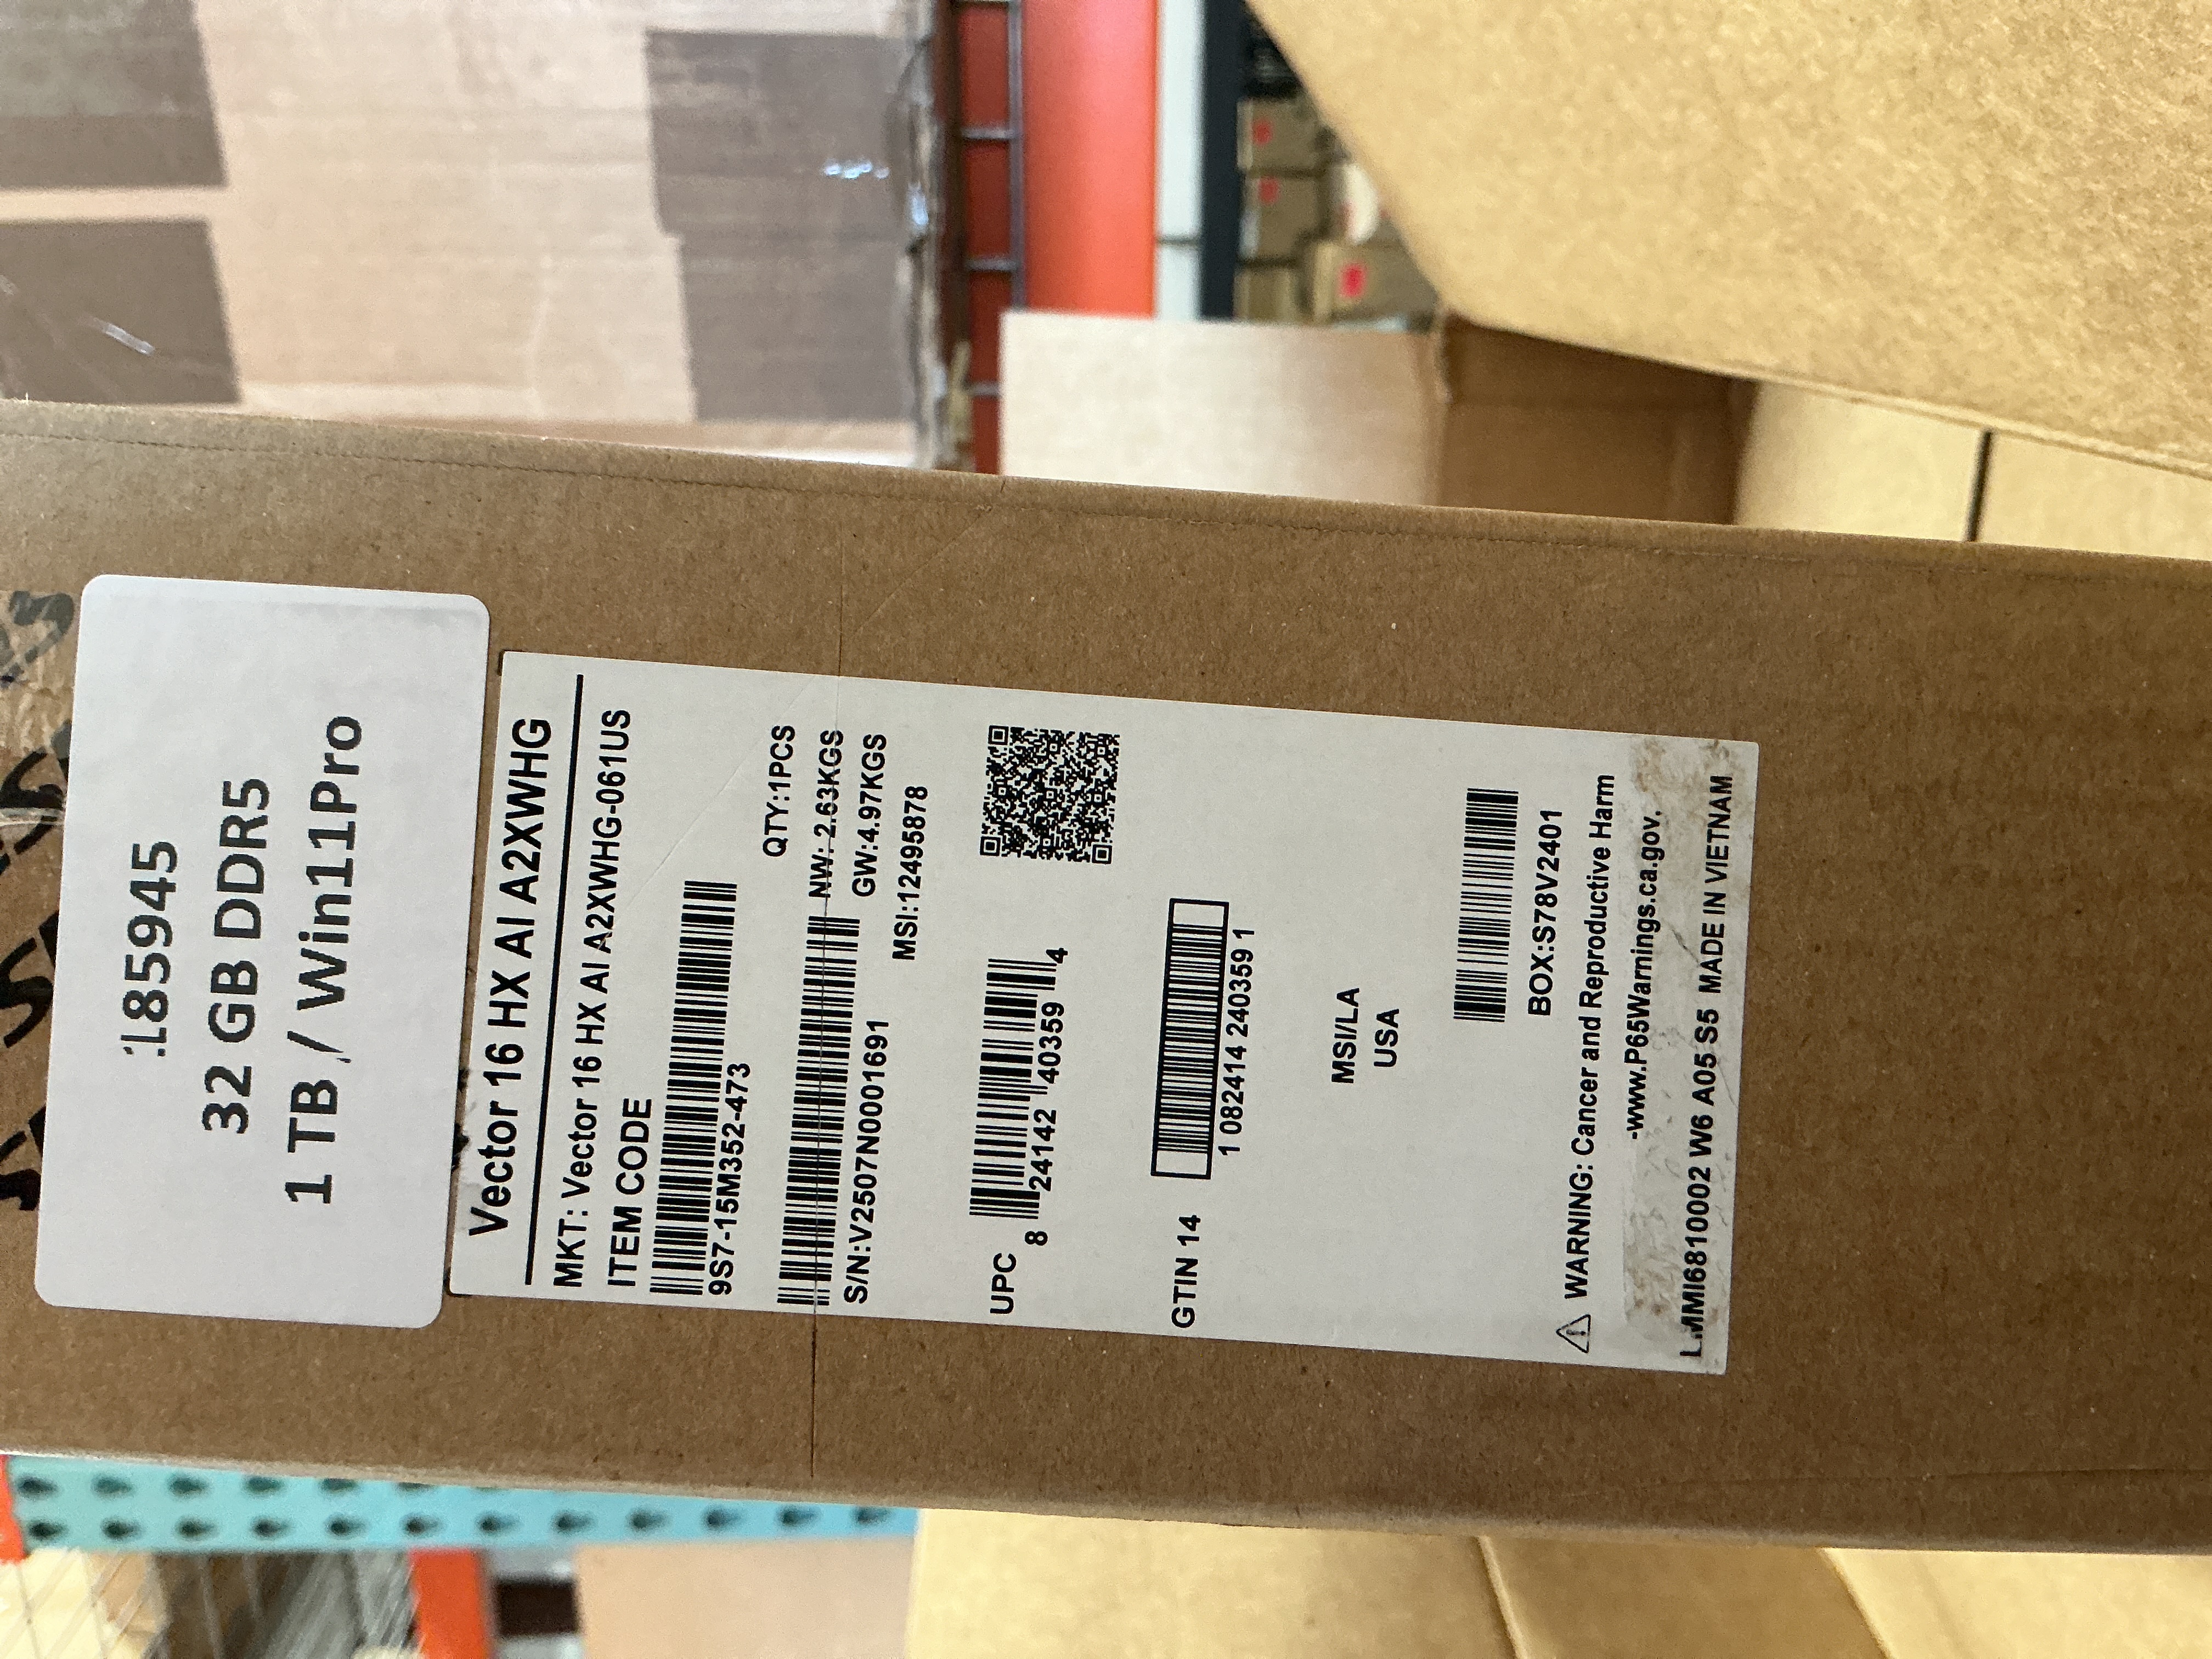 185945
32 GB DDR5
1 TB / Win11Pro
Vector 16 HX AI A2XWHG
MKT: Vector 16 HX AI A2XWHG-061US
ITEM CODE
9S7-15M352-473
QTY:1PCS
NW: 2.63KGS
S/N:V2507N0001691
GW:4.97KGS
MSI:12495878
UPC
8 24142 40359 4
GTIN 14
1 0824142 40359 1
MSI/LA
USA
BOX:S78V2401
WARNING: Cancer and Reproductive Harm
-www.P65Warnings.ca.gov.
MMI6810002 W6 A05 S5 MADE IN VIETNAM